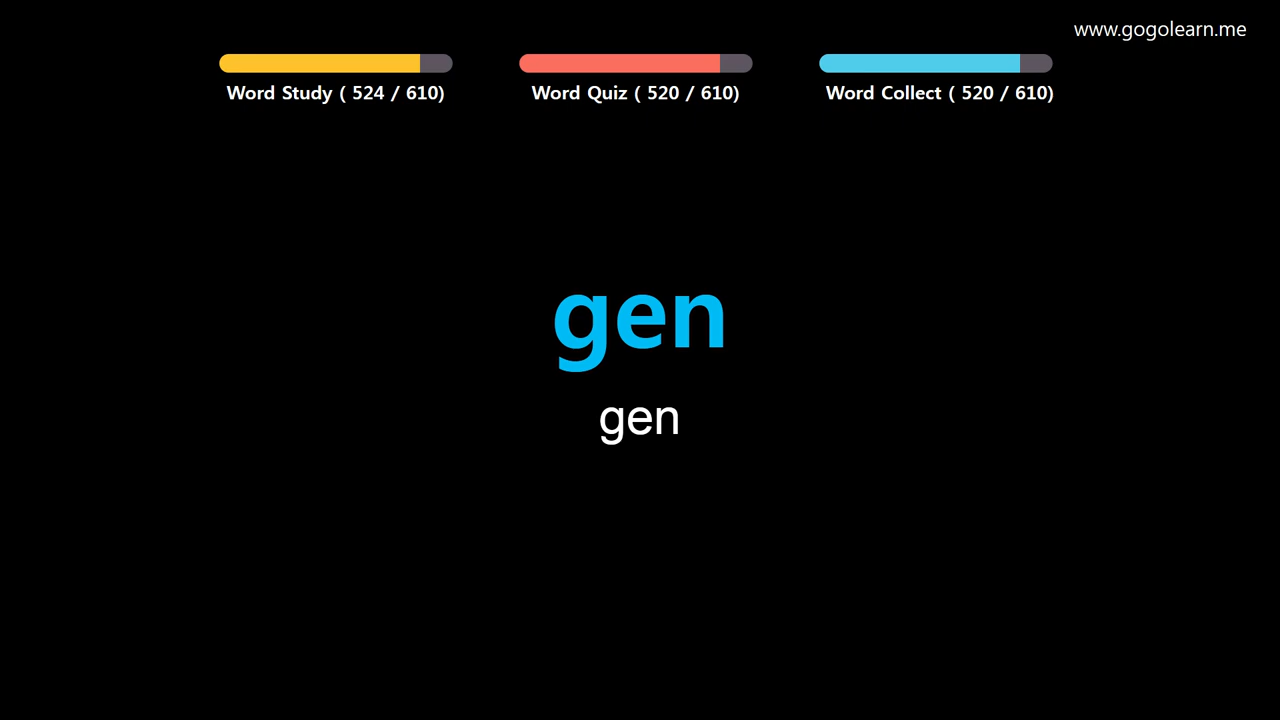 www.gogolearn.me
Word Study ( 524 / 610)
Word Quiz ( 520 / 610)
Word Collect ( 520 / 610)
gen
gen